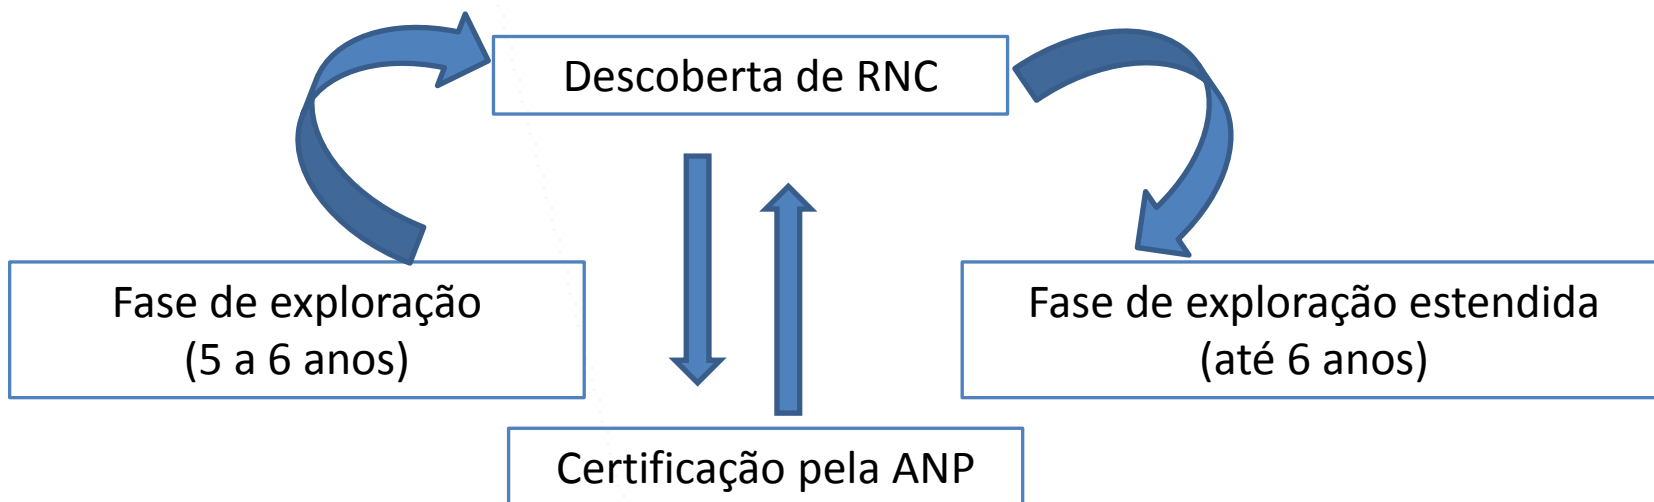 Descoberta de RNC
Fase de exploração
(5 a 6 anos)
Fase de exploração estendida
(até 6 anos)
Certificação pela ANP